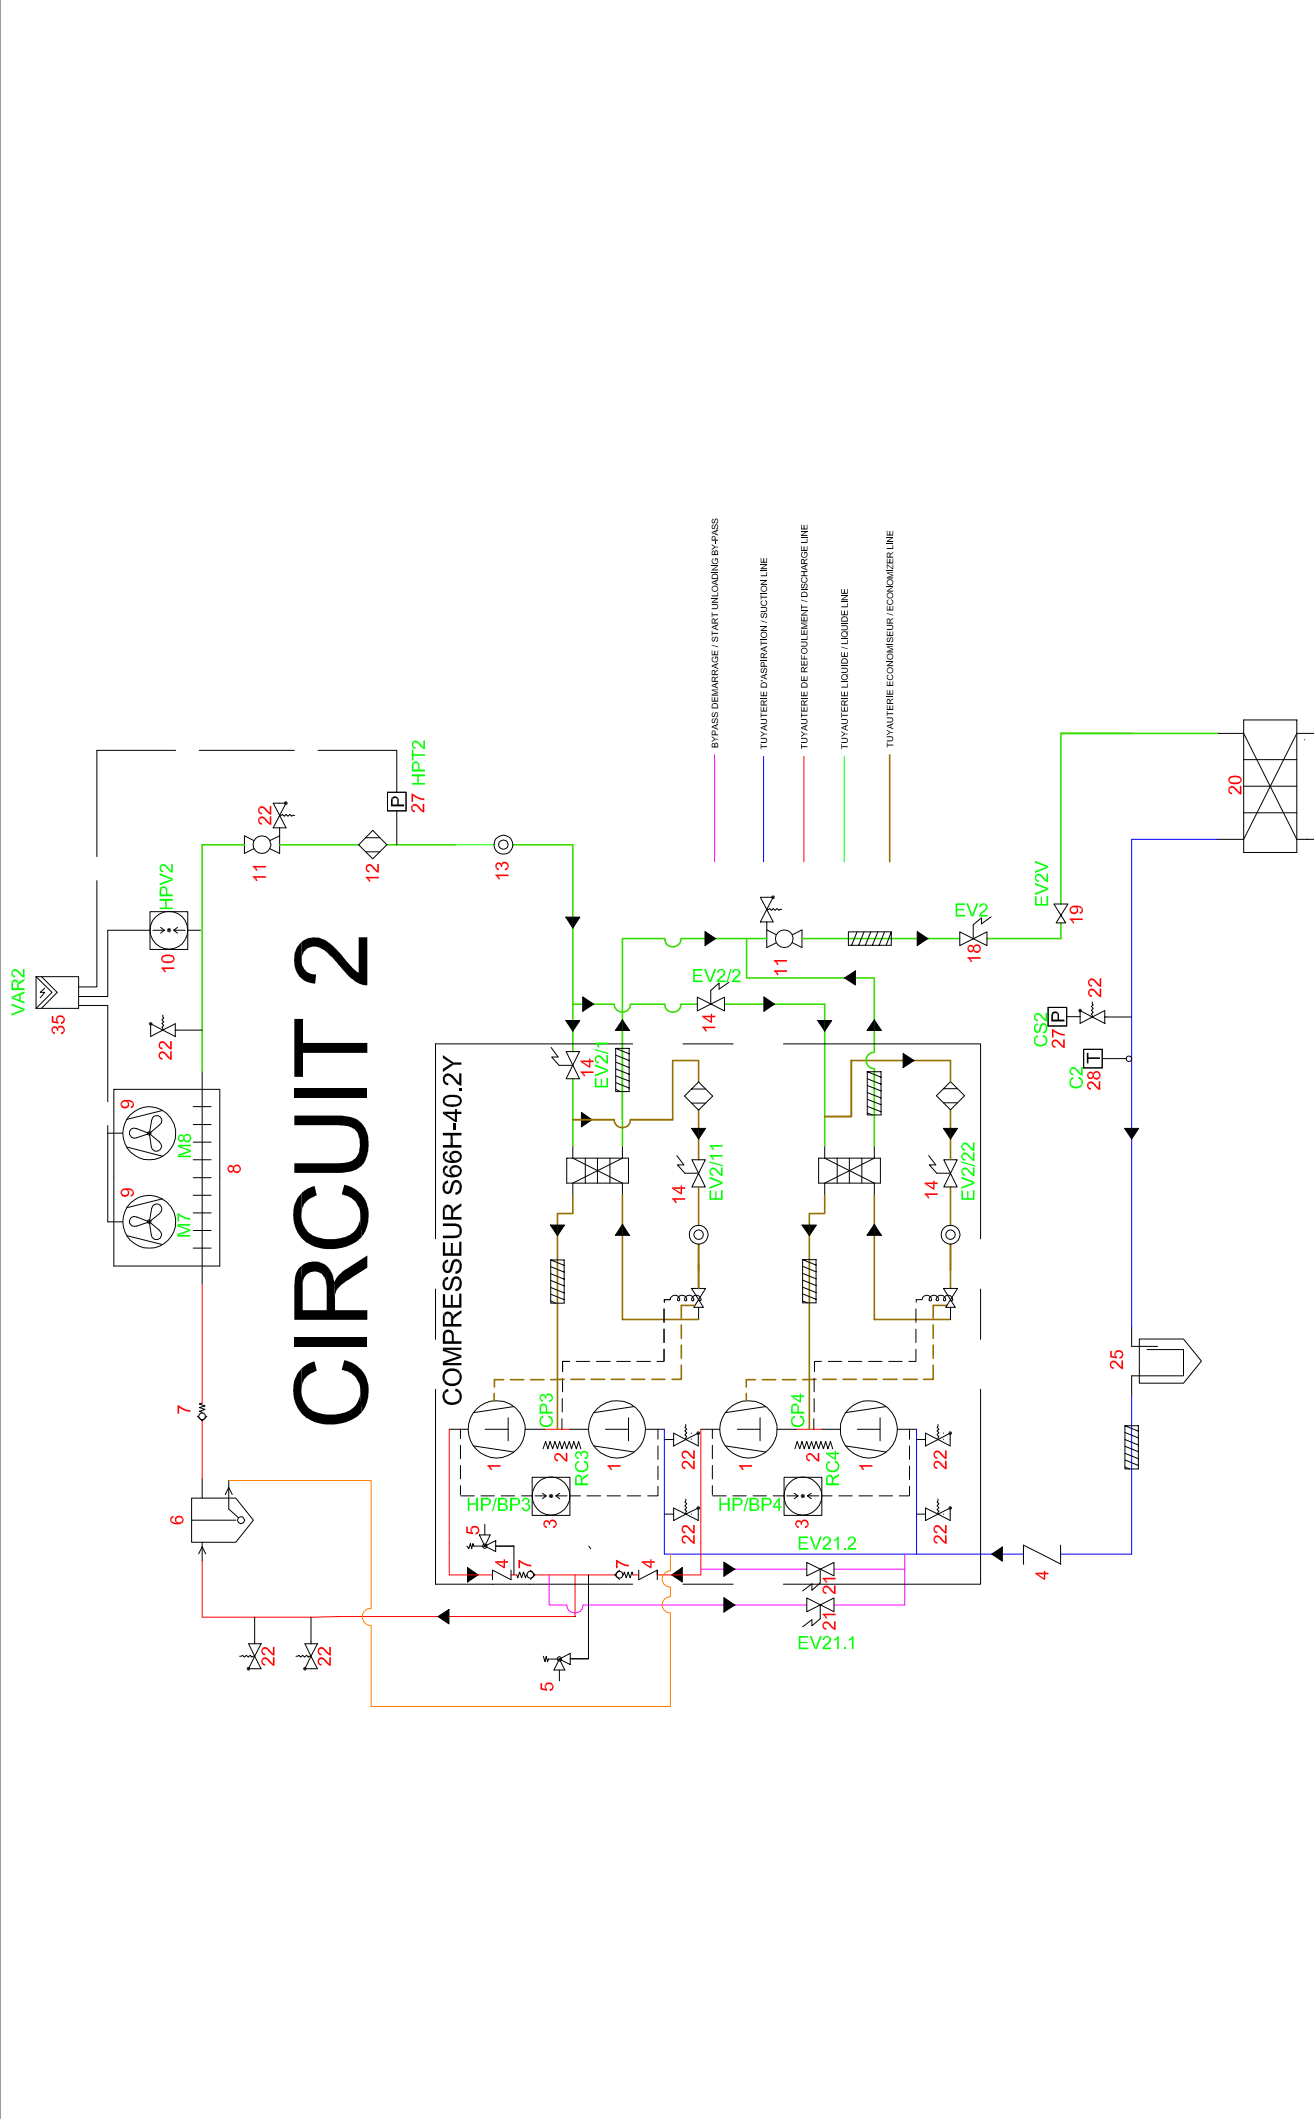 VAR2
35
HPV2
10
22
9
M8
9
M7
8
7
6
22
22
22
11
12
27
HPT2
13
CIRCUIT 2
COMPRESSEUR S66H-40.2Y
BYPASS DEMARRAGE / START UNLOADING BY-PASS
TUYAUTERIE D'ASPIRATION / SUCTION LINE
TUYAUTERIE DE REFOULEMENT / DISCHARGE LINE
TUYAUTERIE LIQUIDE / LIQUIDE LINE
TUYAUTERIE ECONOMISEUR / ECONOMIZER LINE
14
EV2/1
EV2/2
14
11
EV2
18
EV2V
19
20
14
EV2/11
14
EV2/22
CP3
1
2
RC3
1
HP/BP3
3
22
22
CP4
1
2
RC4
1
HP/BP4
3
22
22
5
4
7
7
4
5
EV21.2
21
21
EV21.1
4
25
CS2
27
22
C2
28
P
P
T